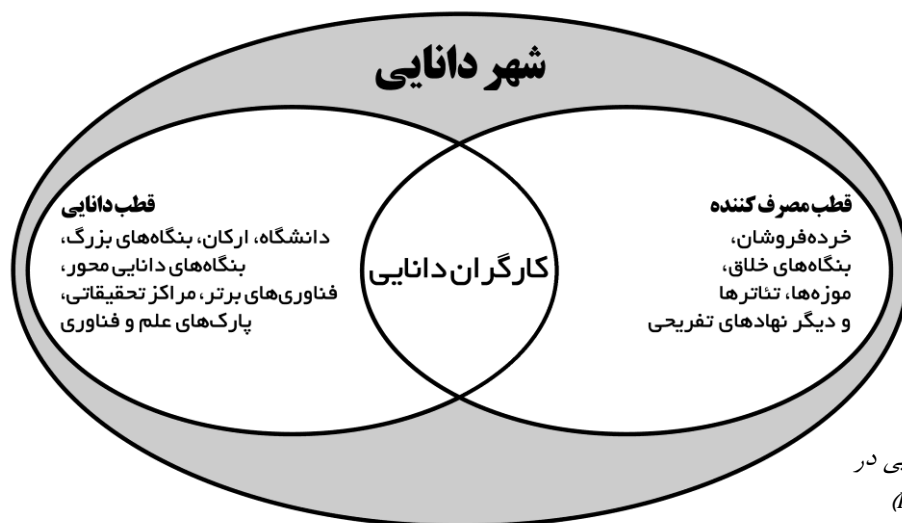 شهر دانایی
قطب مصرف کننده
خرده‌فروشان،
بنگاه‌های خلاق،
موزه‌ها، تئاترها
و دیگر نهادهای تفریحی
کارگران دانایی
قطب دانایی
دانشگاه، ارکان، بنگاه‌های بزرگ،
بنگاه‌های دانایی محور،
فناوری‌های برتر، مراکز تحقیقاتی،
پارک‌های علم و فناوری
در